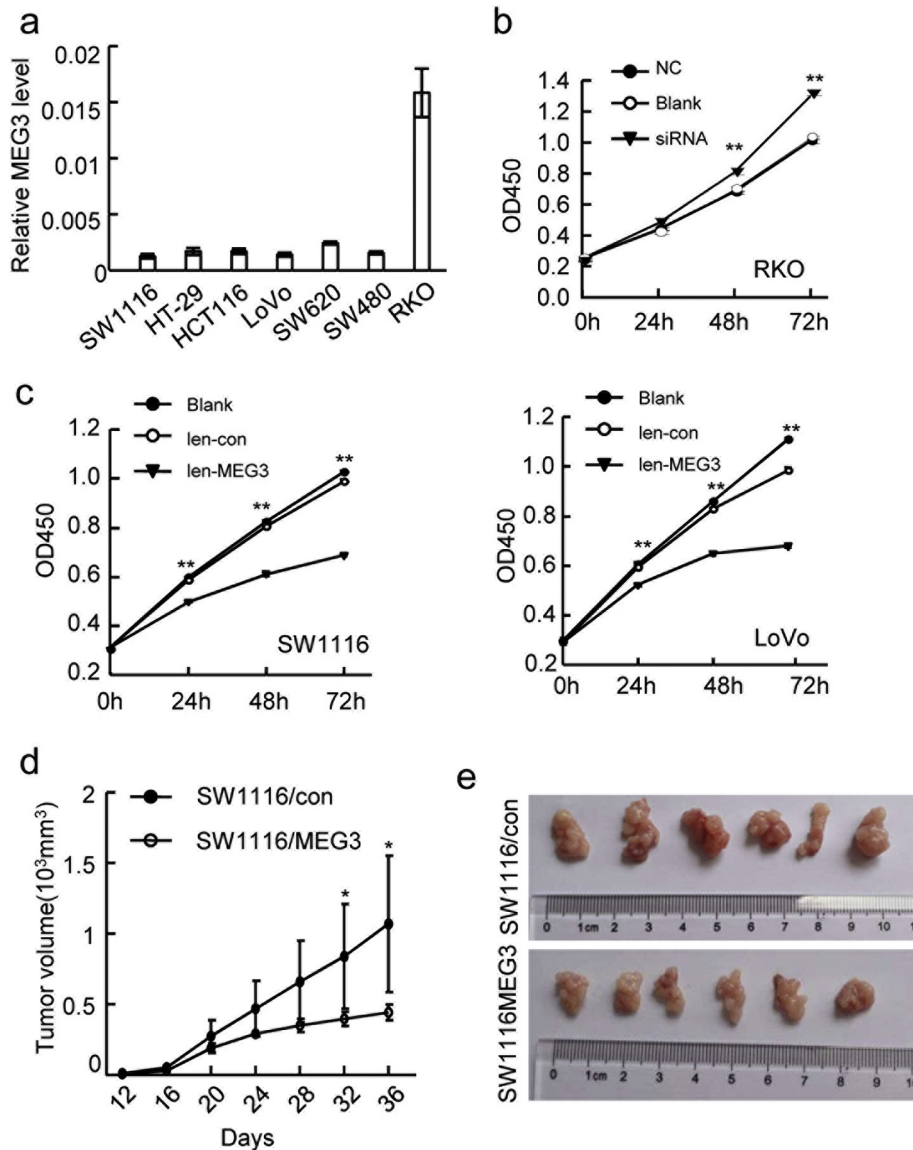 a
Relative MEG3 level
0.02
0.015
0.01
0.005
0
SW1116
HT-29
HCT116
LoVo
SW620
SW480
RKO
b
NC
Blank
siRNA
OD450
1.4
1.2
1.0
0.8
0.6
0.4
0.2
0.0
**
**
RKO
0h 24h 48h 72h
c
Blank
len-con
len-MEG3
OD450
1.2
1.0
0.8
0.6
0.4
0.2
**
**
**
SW1116
0h 24h 48h 72h
Blank
len-con
len-MEG3
OD450
1.2
1.0
0.8
0.6
0.4
0.2
**
**
**
LoVo
0h 24h 48h 72h
d
SW1116/con
SW1116/MEG3
Tumor volume(10³mm³)
2
1.5
1
0.5
0
*
*
12 16 20 24 28 32 36
Days
e
SW1116/con
0 1cm 2 3 4 5 6 7 8 9 10
SW1116MEG3
0 1cm 2 3 4 5 6 7 8 9